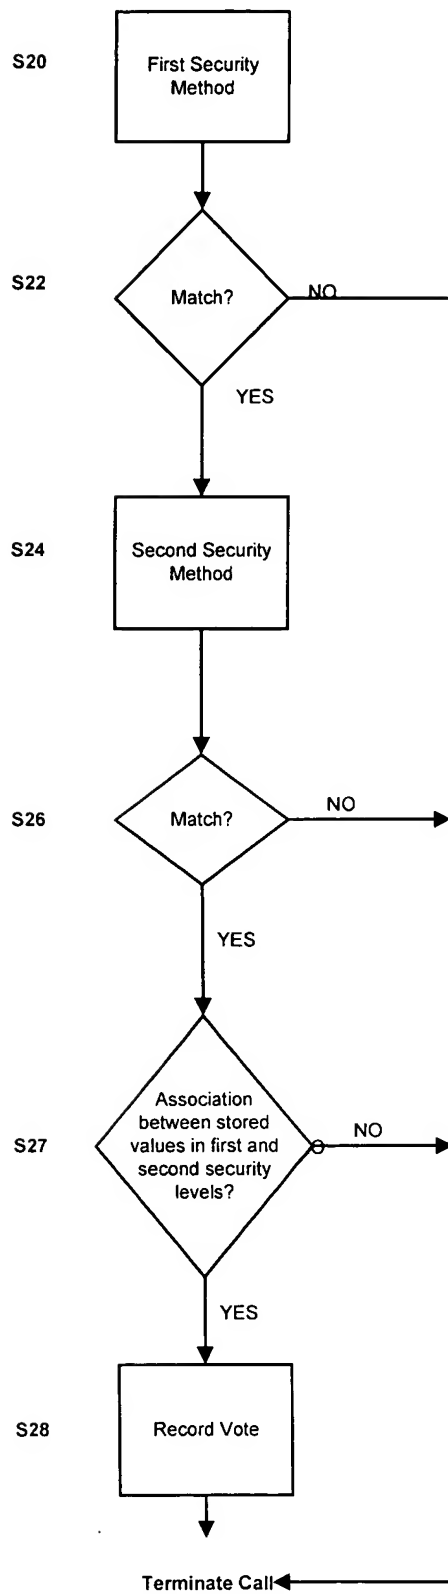 S20
First Security
Method
S22
Match?
NO
YES
S24
Second Security
Method
S26
Match?
NO
YES
S27
Association
between stored
values in first and
second security
levels?
O
NO
YES
S28
Record Vote
Terminate Call